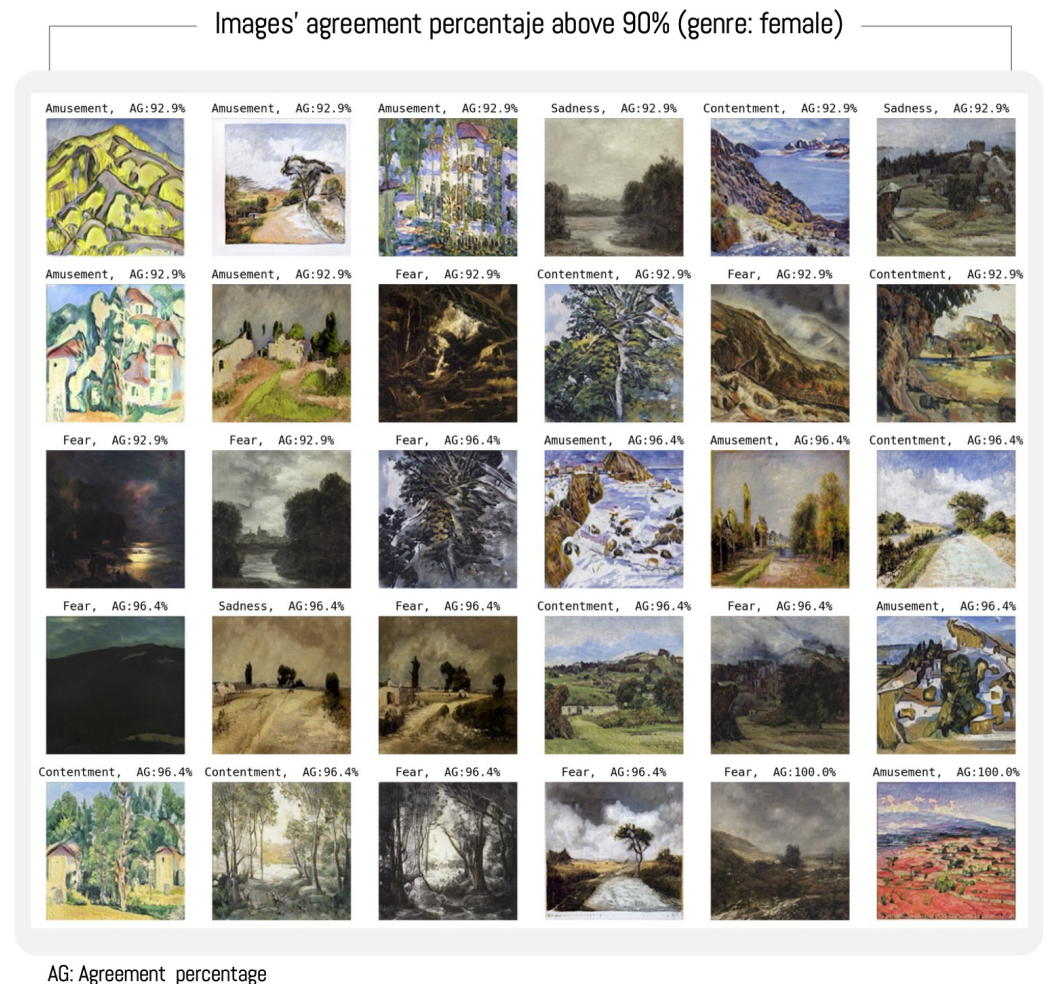 Images' agreement percentaje above 90% (genre: female)
Amusement, AG:92.9% Amusement, AG:92.9% Amusement, AG:92.9% Sadness, AG:92.9% Contentment, AG:92.9% Sadness, AG:92.9%
Amusement, AG:92.9% Amusement, AG:92.9% Fear, AG:92.9% Contentment, AG:92.9% Fear, AG:92.9% Contentment, AG:92.9%
Fear, AG:92.9% Fear, AG:92.9% Fear, AG:96.4% Amusement, AG:96.4% Amusement, AG:96.4% Contentment, AG:96.4%
Fear, AG:96.4% Sadness, AG:96.4% Fear, AG:96.4% Contentment, AG:96.4% Fear, AG:96.4% Amusement, AG:96.4%
Contentment, AG:96.4% Contentment, AG:96.4% Fear, AG:96.4% Fear, AG:96.4% Fear, AG:100.0% Amusement, AG:100.0%
AG: Agreement percentage